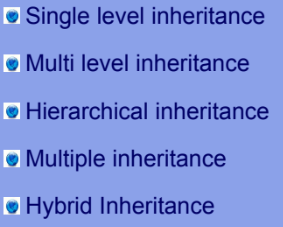 Single level inheritance
Multi level inheritance
Hierarchical inheritance
Multiple inheritance
Hybrid Inheritance